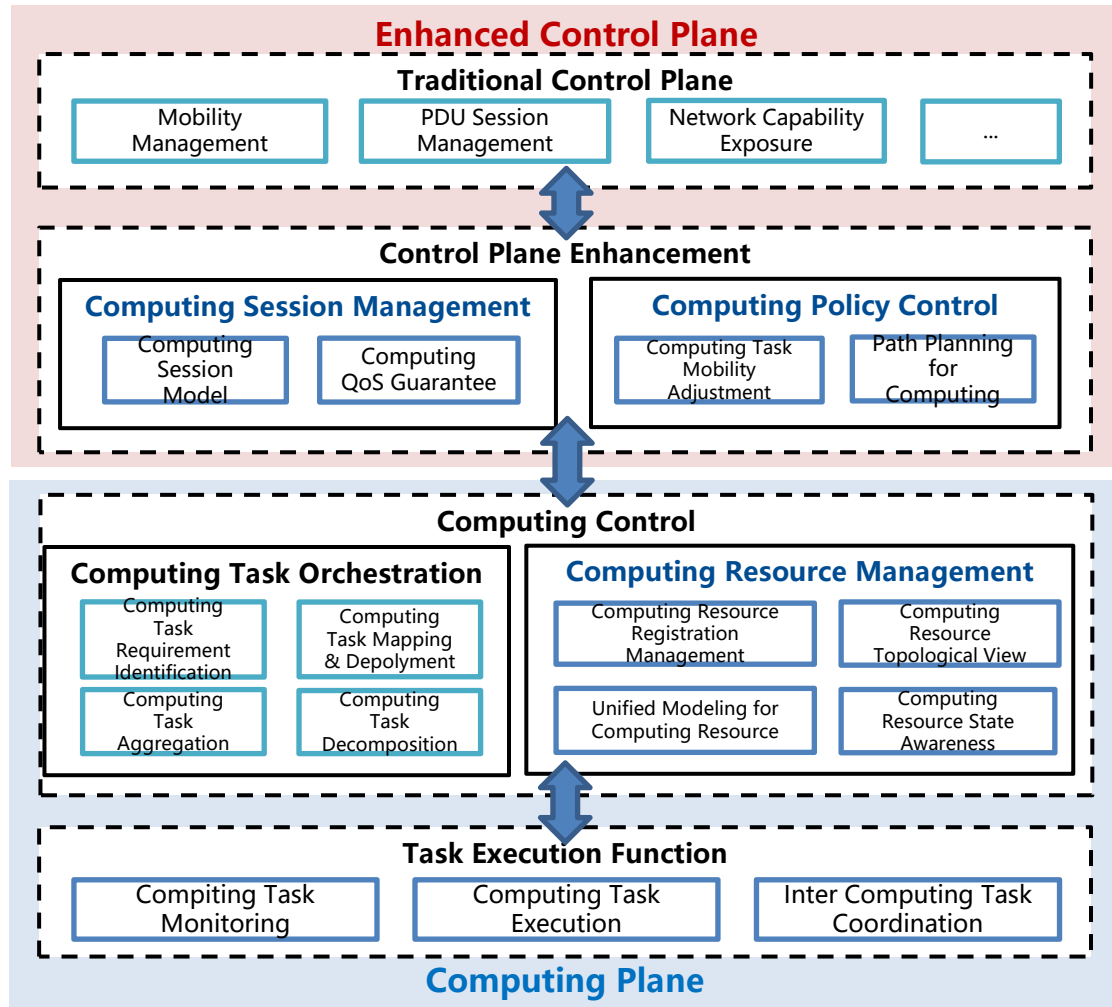 Enhanced Control Plane
Traditional Control Plane
Mobility
Management
PDU Session
Management
Network Capability
Exposure
...
Control Plane Enhancement
Computing Session Management
Computing
Session
Model
Computing
QoS Guarantee
Computing Policy Control
Computing Task
Mobility
Adjustment
Path Planning
for
Computing
Computing Control
Computing Task Orchestration
Computing
Task
Requirement
Identification
Computing
Task Mapping
& Depolyment
Computing
Task
Aggregation
Computing
Task
Decomposition
Computing Resource Management
Computing Resource
Registration
Management
Computing
Resource
Topological View
Unified Modeling for
Computing Resource
Computing
Resource State
Awareness
Task Execution Function
Compiting Task
Monitoring
Computing Task
Execution
Inter Computing Task
Coordination
Computing Plane